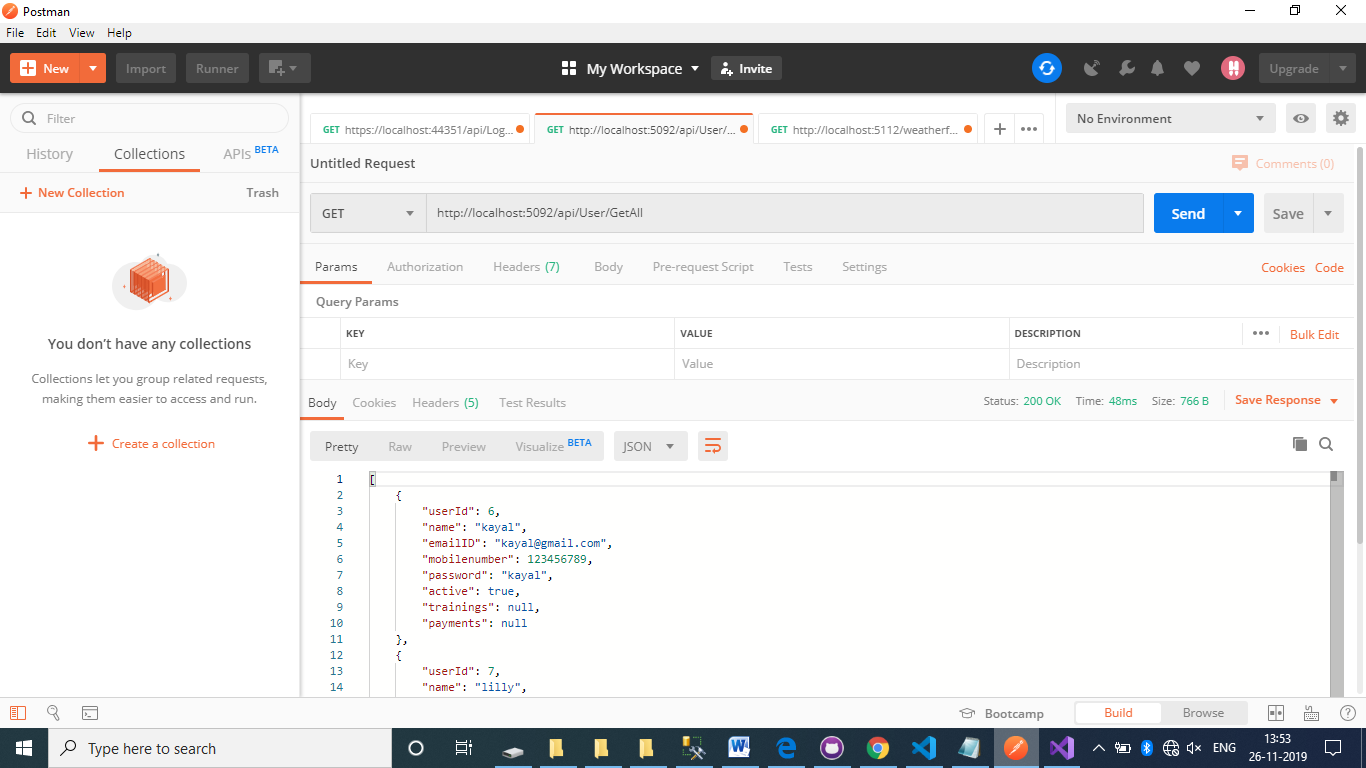 Postman
File Edit View Help
New Import Runner My Workspace Invite Upgrade
Filter
History Collections APIs BETA
New Collection Trash
You don't have any collections
Collections let you group related requests,
making them easier to access and run.
Create a collection
GET https://localhost:44351/api/Log... GET http://localhost:5092/api/User/... GET http://localhost:5112/weatherf... No Environment
Untitled Request Comments (0)
GET http://localhost:5092/api/User/GetAll Send Save
Params Authorization Headers (7) Body Pre-request Script Tests Settings Cookies Code
Query Params
KEY VALUE DESCRIPTION Bulk Edit
Key Value Description
Body Cookies Headers (5) Test Results Status: 200 OK Time: 48ms Size: 766 B Save Response
Pretty Raw Preview Visualize BETA JSON
1 [
2 {
3 "userId": 6,
4 "name": "kayal",
5 "emailID": "kayal@gmail.com",
6 "mobilenumber": 123456789,
7 "password": "kayal",
8 "active": true,
9 "trainings": null,
10 "payments": null
11 },
12 {
13 "userId": 7,
14 "name": "lilly",
Bootcamp Build Browse
Type here to search ENG 13:53
26-11-2019